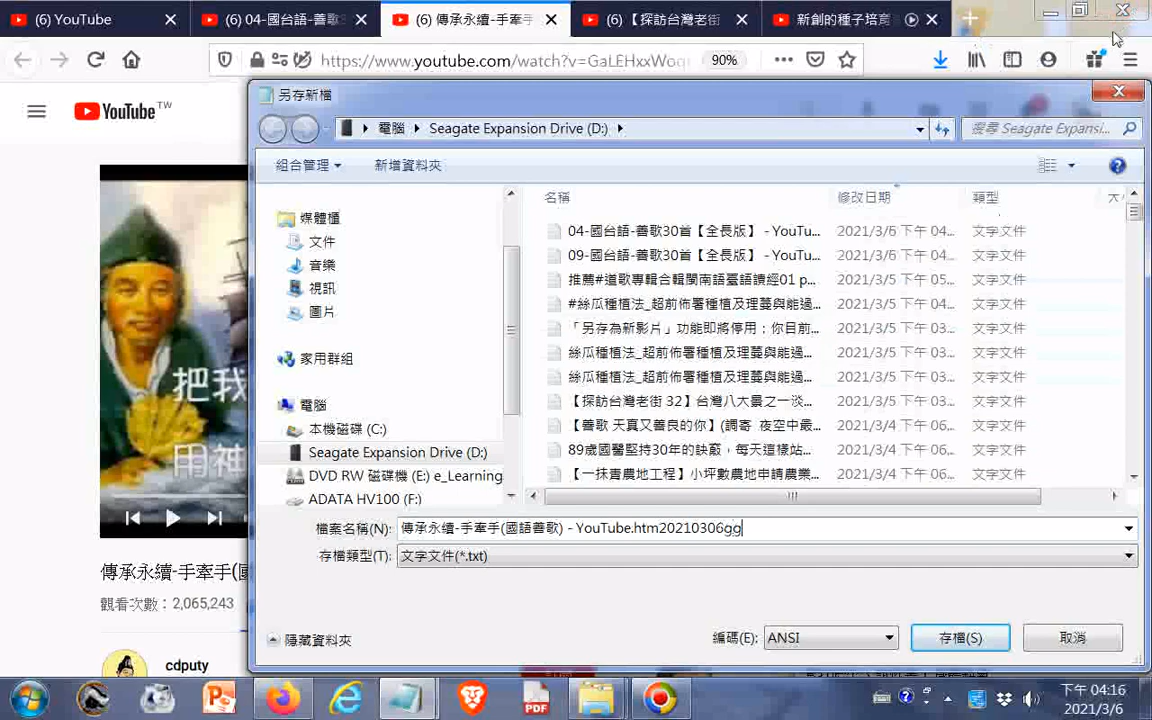 (6) YouTube
(6) 04-國台語-善歌3
(6) 傳承永續-手牽手
(6) 【探訪台灣老街
新創的種子培育
https://www.youtube.com/watch?v=GaLEHxxWoq
90%
YouTube TW
另存新檔
電腦 Seagate Expansion Drive (D:)
搜尋 Seagate Expansi...
組合管理
新增資料夾
媒體櫃
文件
音樂
視訊
圖片
家用群組
電腦
本機磁碟 (C:)
Seagate Expansion Drive (D:)
DVD RW 磁碟機 (E:) e_Learning
ADATA HV100 (F:)
名稱 修改日期 類型 大
04-國台語-善歌30首【全長版】 - YouTu... 2021/3/6 下午 04... 文字文件
09-國台語-善歌30首【全長版】 - YouTu... 2021/3/6 下午 04... 文字文件
推薦#道歌專輯合輯閩南語臺語讀經01 p... 2021/3/6 下午 05... 文字文件
#絲瓜種植法_超前佈署種植及理蔓與能過... 2021/3/5 下午 04... 文字文件
「另存為新影片」功能即將停用；你目前... 2021/3/5 下午 03... 文字文件
絲瓜種植法_超前佈署種植及理蔓與能過... 2021/3/5 下午 03... 文字文件
絲瓜種植法_超前佈署種植及理蔓與能過... 2021/3/5 下午 03... 文字文件
【探訪台灣老街 32】台灣八大景之一淡... 2021/3/5 下午 03... 文字文件
【善歌 天真又善良的你】(調寄 夜空中最... 2021/3/4 下午 06... 文字文件
89歲國醫堅持30年的訣竅，每天這樣站... 2021/3/4 下午 06... 文字文件
【一抹青農地工程】小坪數農地申請農業... 2021/3/4 下午 06... 文字文件
檔案名稱(N): 傳承永續-手牽手(國語善歌) - YouTube.htm20210306gg
存檔類型(T): 文字文件(*.txt)
隱藏資料夾
編碼(E): ANSI
存檔(S)
取消
把我
用神
傳承永續-手牽手(國
觀看次數：2,065,243
cdputy
PDF
下午 04:16
2021/3/6